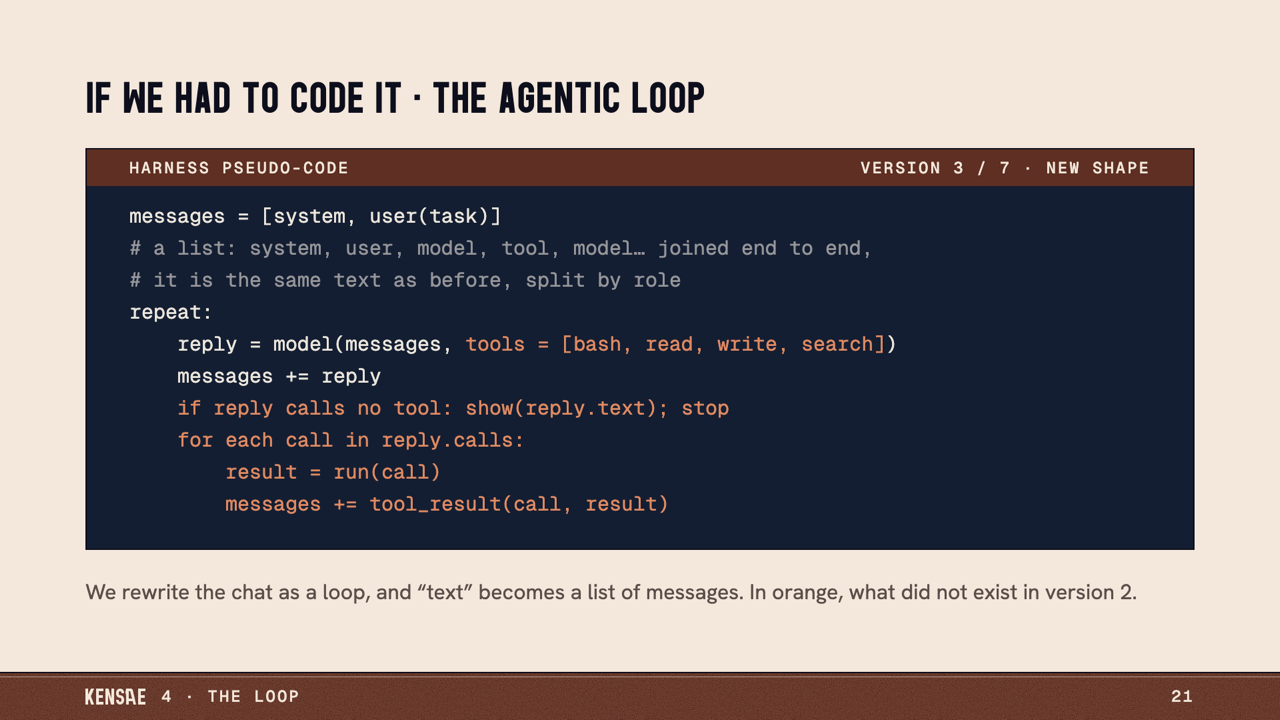 IF WE HAD TO CODE IT · THE AGENTIC LOOP
HARNESS PSEUDO-CODE
VERSION 3 / 7 · NEW SHAPE
messages = [system, user(task)]
# a list: system, user, model, tool, model… joined end to end,
# it is the same text as before, split by role
repeat:
    reply = model(messages, tools = [bash, read, write, search])
    messages += reply
    if reply calls no tool: show(reply.text); stop
    for each call in reply.calls:
        result = run(call)
        messages += tool_result(call, result)
We rewrite the chat as a loop, and “text” becomes a list of messages. In orange, what did not exist in version 2.
KENSAE 4 · THE LOOP
21